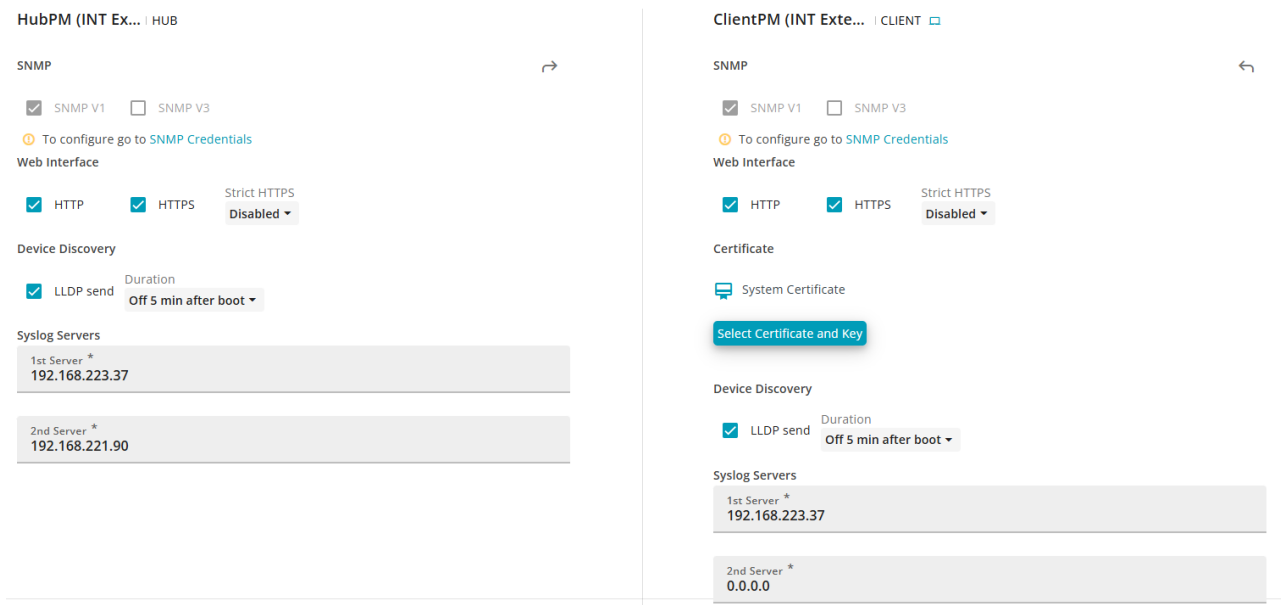 HubPM (INT Ex... HUB
SNMP
SNMP V1 SNMP V3
To configure go to SNMP Credentials
Web Interface
Strict HTTPS
HTTP HTTPS Disabled
Device Discovery
Duration
LLDP send Off 5 min after boot
Syslog Servers
1st Server *
192.168.223.37
2nd Server *
192.168.221.90
ClientPM (INT Exte... CLIENT
SNMP
SNMP V1 SNMP V3
To configure go to SNMP Credentials
Web Interface
Strict HTTPS
HTTP HTTPS Disabled
Certificate
System Certificate
Select Certificate and Key
Device Discovery
Duration
LLDP send Off 5 min after boot
Syslog Servers
1st Server *
192.168.223.37
2nd Server *
0.0.0.0